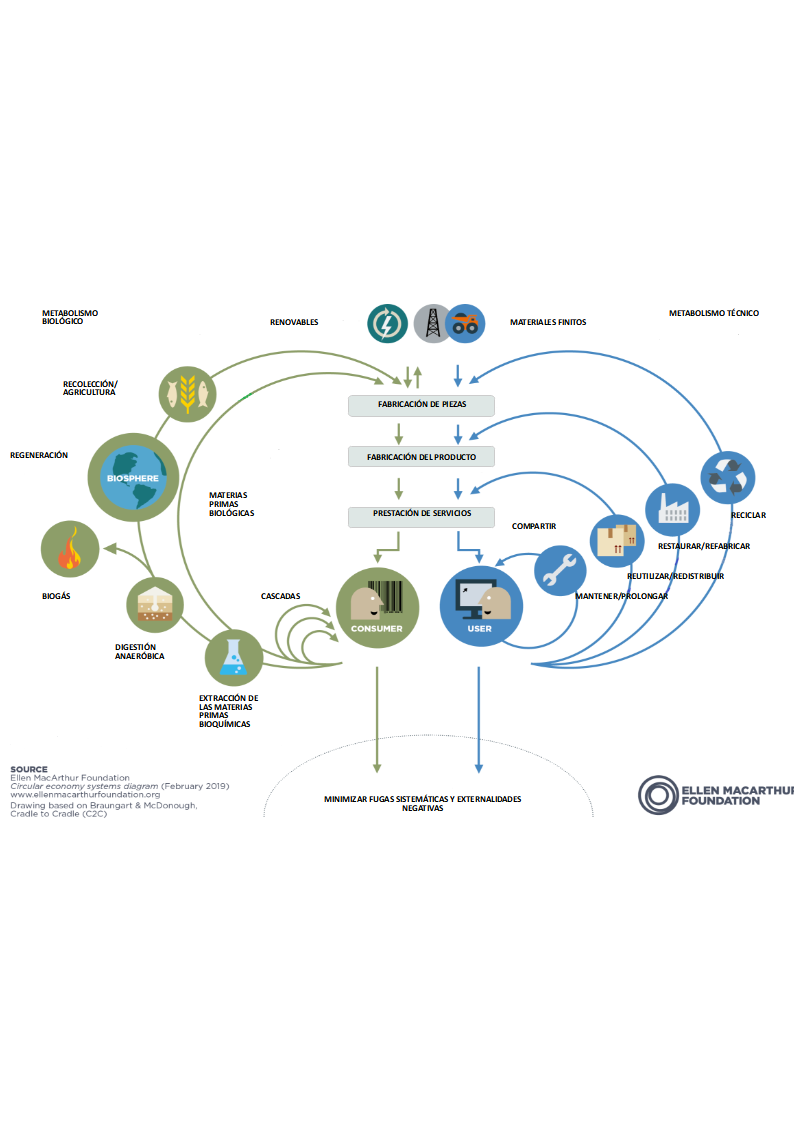 METABOLISMO
BIOLÓGICO
RENOVABLES
MATERIALES FINITOS
METABOLISMO TÉCNICO
RECOLECCIÓN/
AGRICULTURA
FABRICACIÓN DE PIEZAS
REGENERACIÓN
BIOSPHERE
FABRICACIÓN DEL PRODUCTO
MATERIAS
PRIMAS
BIOLÓGICAS
PRESTACIÓN DE SERVICIOS
COMPARTIR
RECICLAR
RESTAURAR/REFABRICAR
REUTIUZAR/REDISTRIBUIR
MANTENER/PROLONGAR
BIOGÁS
CASCADAS
CONSUMER
USER
DIGESTIÓN
ANAERÓBICA
EXTRACCIÓN DE
LAS MATERIAS
PRIMAS
BIOQUÍMICAS
SOURCE
Ellen MacArthur Foundation
Circular economy systems diagram (February 2019)
www.ellenmacarthurfoundation.org
Drawing based on Braungart & McDonough,
Cradle to Cradle (C2C)
MINIMIZAR FUGAS SISTEMÁTICAS Y EXTERNALIDADES
NEGATIVAS
ELLEN MACARTHUR
FOUNDATION